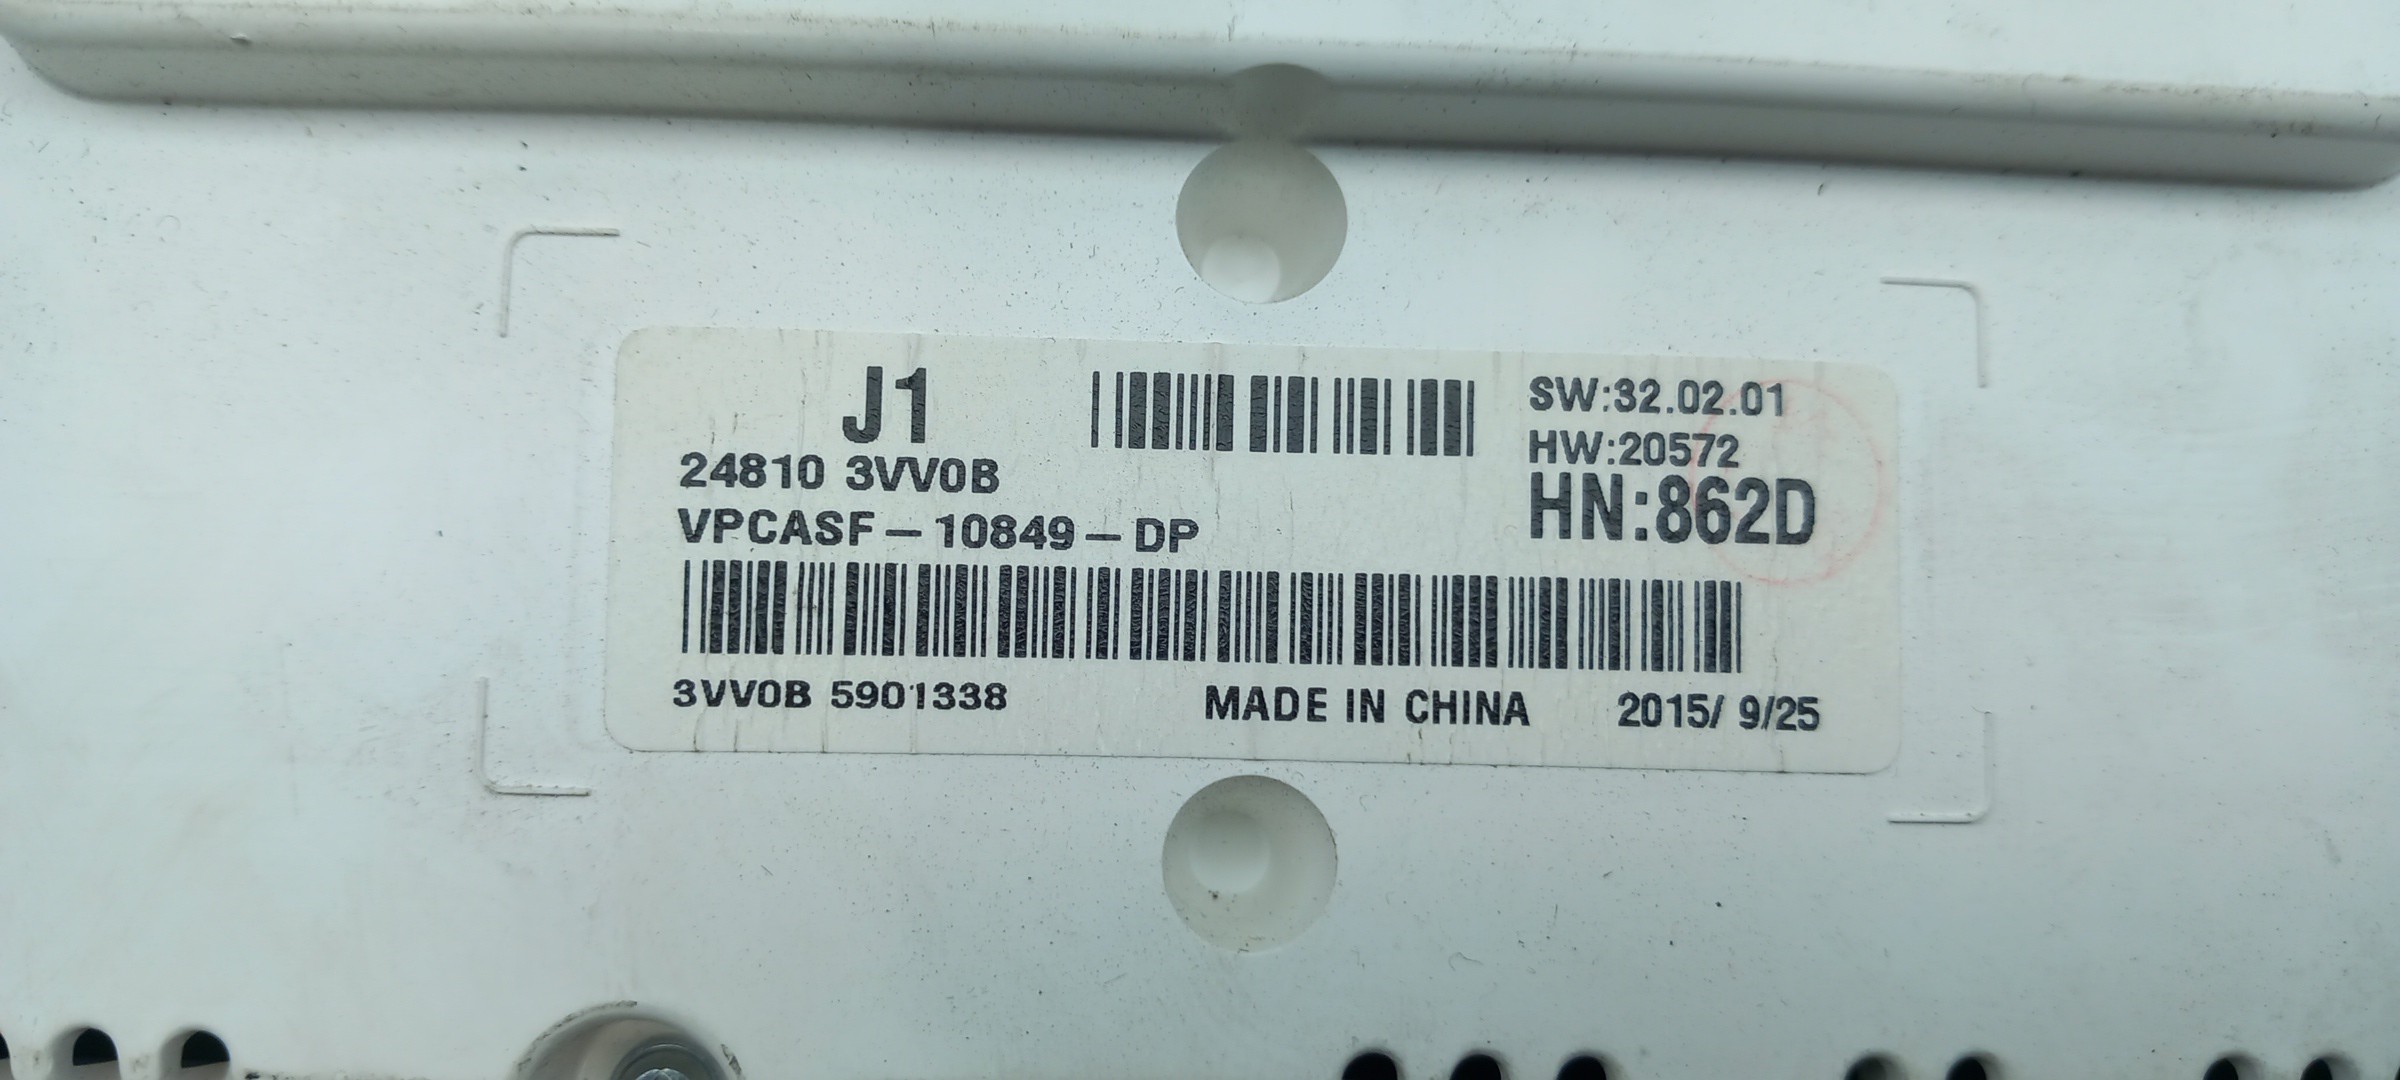 J1
SW:32.02.01
24810 3VV0B
HW:20572
VPCASF-10849-DP
HN:862D
3VV0B 5901338
MADE IN CHINA
2015/ 9/25